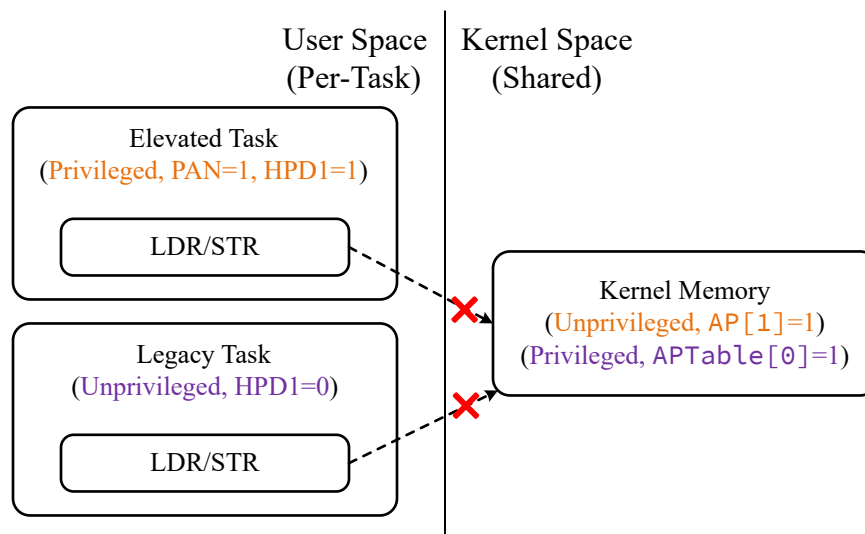 User Space
(Per-Task)
Kernel Space
(Shared)
Elevated Task
(Privileged, PAN=1, HPD1=1)
LDR/STR
Legacy Task
(Unprivileged, HPD1=0)
LDR/STR
Kernel Memory
(Unprivileged, AP[1]=1)
(Privileged, APTable[0]=1)